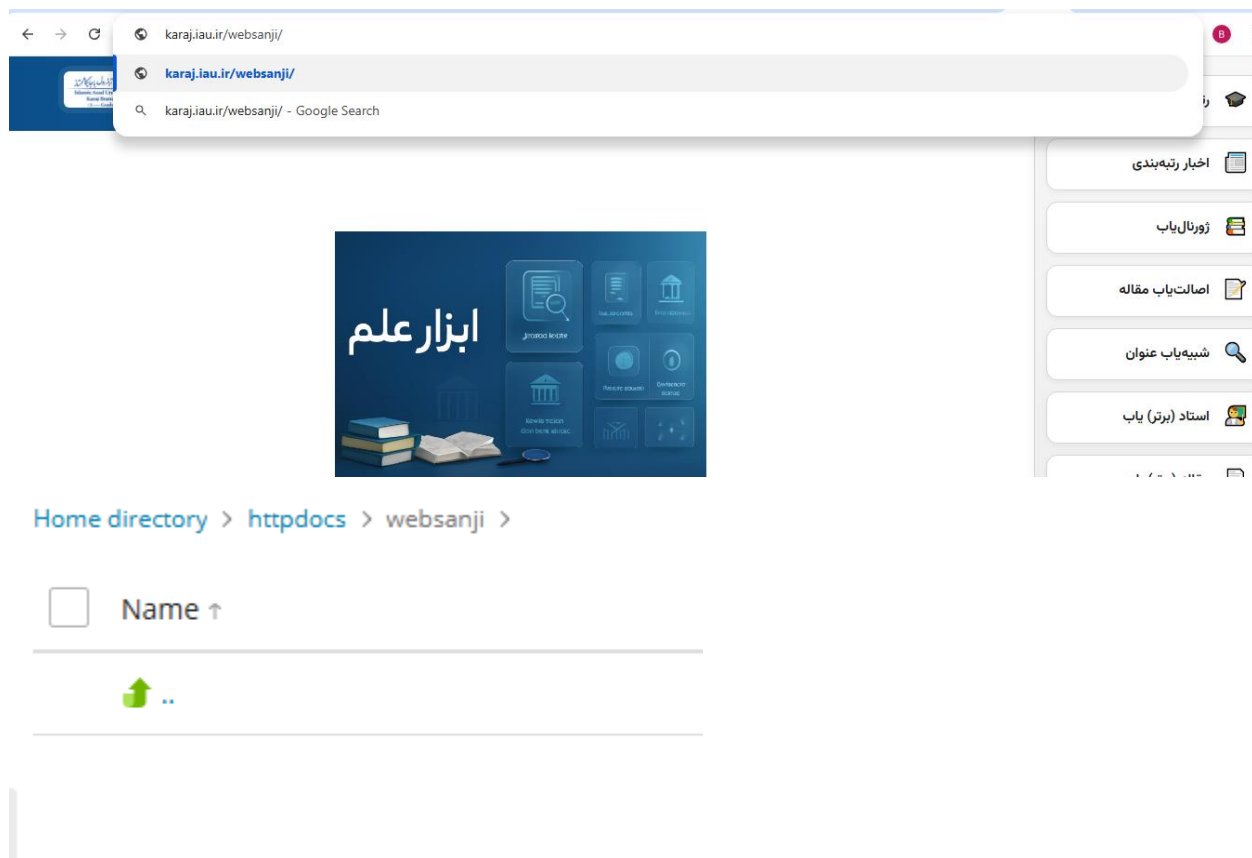 karaj.iau.ir/websanji/
B
karaj.iau.ir/websanji/
karaj.iau.ir/websanji/ - Google Search
اخبار رتبه‌بندی
ژورنال‌یاب
اصالت‌یاب مقاله
شبیه‌یاب عنوان
استاد (برتر) یاب
ابزار علم
Home directory > httpdocs > websanji >
Name ↑
..